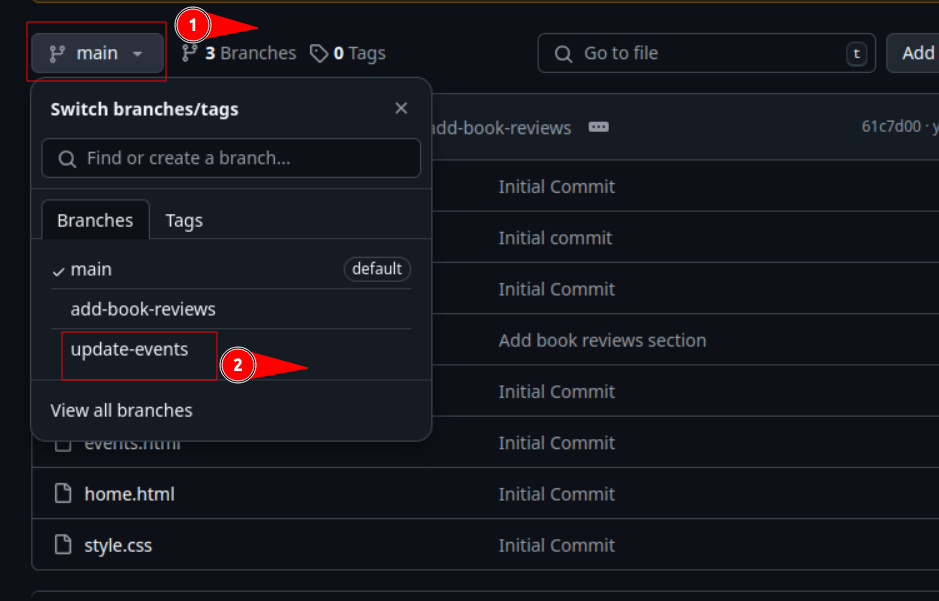 1
main
3 Branches
0 Tags
Go to file
t
Add
Switch branches/tags
Find or create a branch...
add-book-reviews
61c7d00 · y
Branches
Tags
Initial Commit
Initial commit
main
default
Initial Commit
add-book-reviews
Add book reviews section
update-events
2
Initial Commit
View all branches
events.html
Initial Commit
home.html
Initial Commit
style.css
Initial Commit